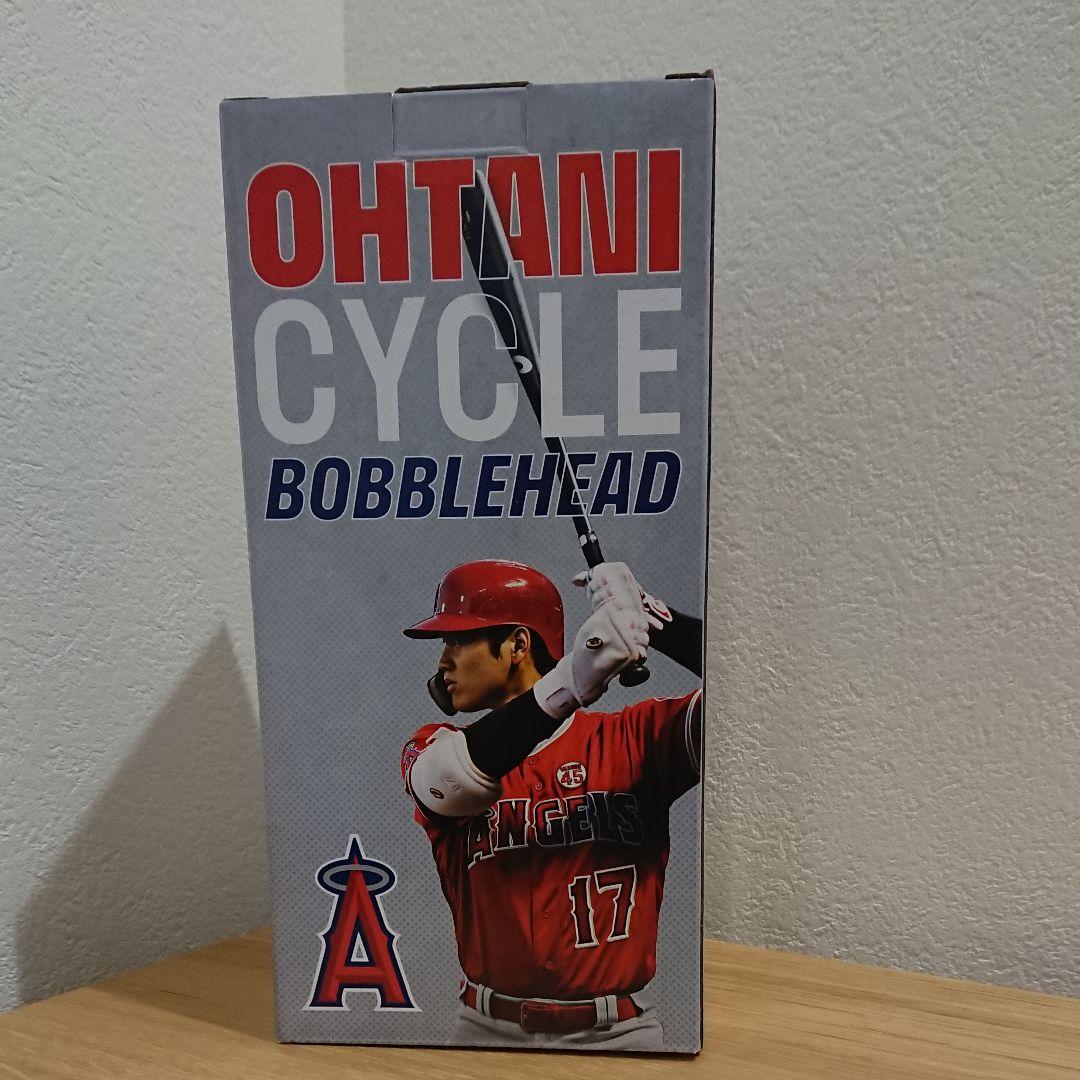 OHTANI
CYCLE
BOBBLEHEAD
45
ANGELS
17
A